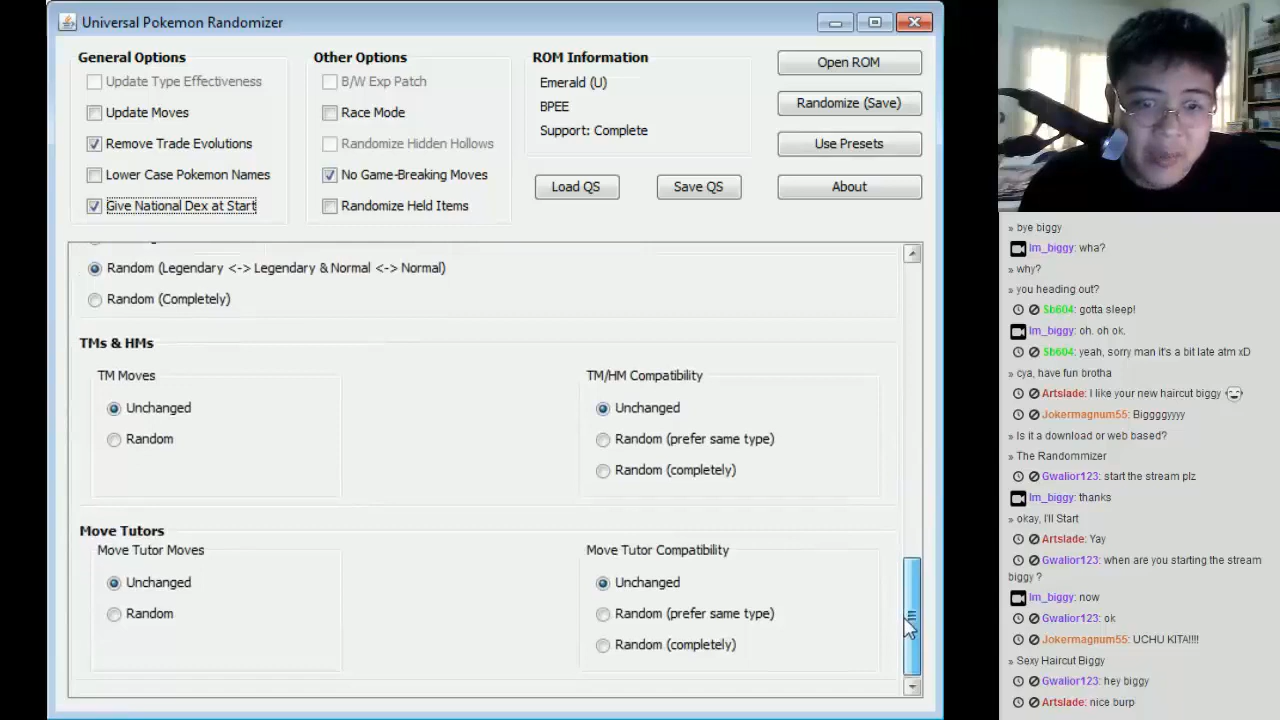 Universal Pokemon Randomizer
General Options
Update Type Effectiveness
Update Moves
Remove Trade Evolutions
Lower Case Pokemon Names
Give National Dex at Start
Other Options
B/W Exp Patch
Race Mode
Randomize Hidden Hollows
No Game-Breaking Moves
Randomize Held Items
ROM Information
Emerald (U)
BPEE
Support: Complete
Load QS
Save QS
Open ROM
Randomize (Save)
Use Presets
About
Random (Legendary <-> Legendary & Normal <-> Normal)
Random (Completely)
TMs & HMs
TM Moves
Unchanged
Random
TM/HM Compatibility
Unchanged
Random (prefer same type)
Random (completely)
Move Tutors
Move Tutor Moves
Unchanged
Random
Move Tutor Compatibility
Unchanged
Random (prefer same type)
Random (completely)
» bye biggy
Im_biggy: wha?
» why?
» you heading out?
Sb604: gotta sleep!
Im_biggy: oh. oh ok.
Sb604: yeah, sorry man it's a bit late atm xD
» cya, have fun brotha
Artslade: I like your new haircut biggy
Jokermagnum55: Biggggyyyy
» Is it a download or web based?
» The Randommizer
Gwalior123: start the stream plz
Im_biggy: thanks
» okay, I'll Start
Artslade: Yay
Gwalior123: when are you starting the stream
biggy ?
Im_biggy: now
Gwalior123: ok
Jokermagnum55: UCHU KITA!!!!
» Sexy Haircut Biggy
Gwalior123: hey biggy
Artslade: nice burp